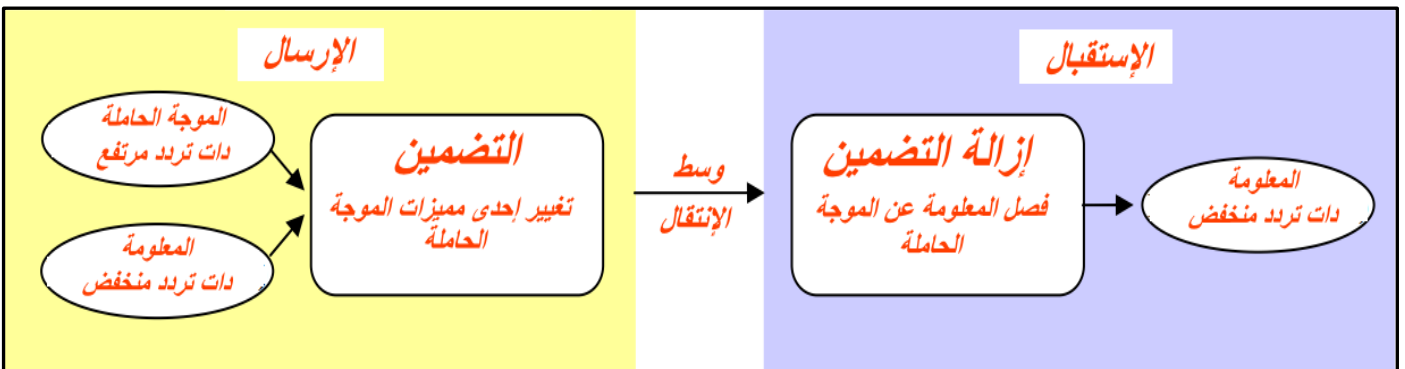 الإرسال
الموجة الحاملة
دات تردد مرتفع
المعلومة
دات تردد منخفض
التضمين
تغيير إحدى مميزات الموجة
الحاملة
وسط
الإنتقال
الإستقبال
إزالة التضمين
فصل المعلومة عن الموجة
الحاملة
المعلومة
دات تردد منخفض